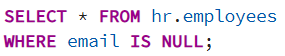 SELECT * FROM hr.employees
WHERE email IS NULL;